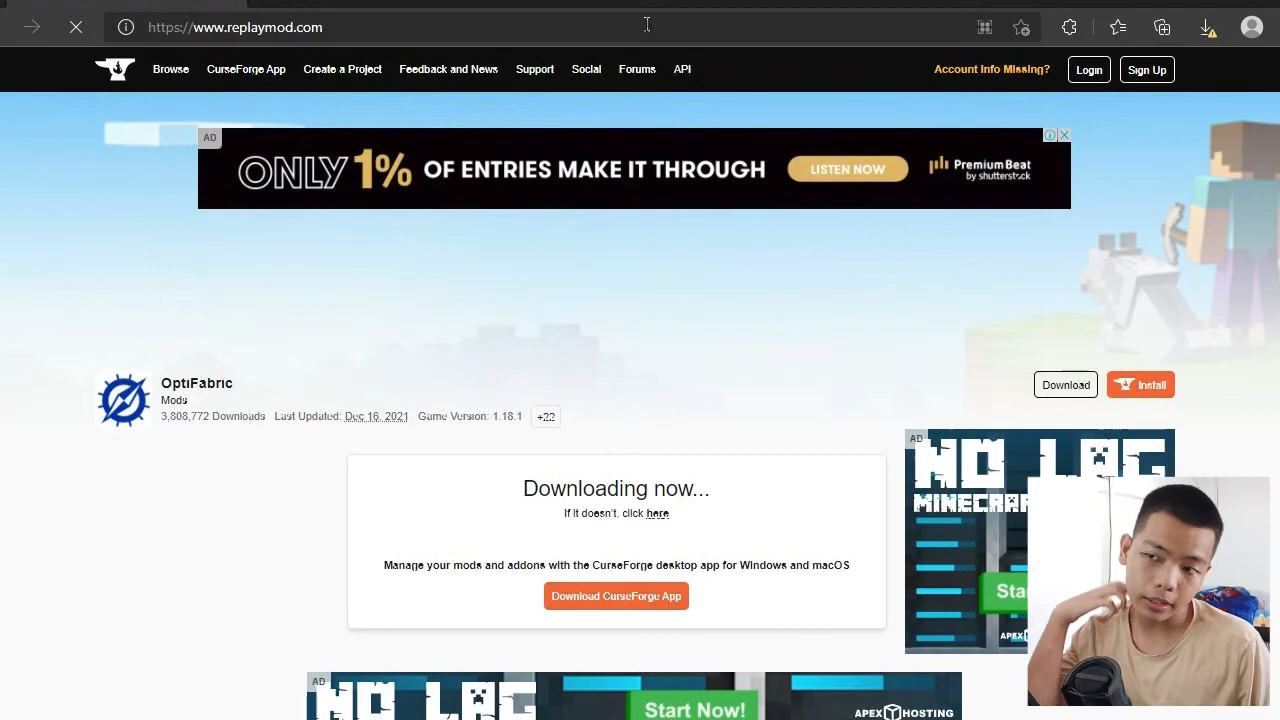 https://www.replaymod.com
Browse CurseForge App Create a Project Feedback and News Support Social Forums API Account Info Missing? Login Sign Up
AD
ONLY 1% OF ENTRIES MAKE IT THROUGH LISTEN NOW PremiumBeat
by shutterstock
OptiFabric
Mods
3,808,772 Downloads Last Updated: Dec 16, 2021 Game Version: 1.18.1 +22
Download Install
AD
NO LAG
MINECRAF
Sta
APEX
Downloading now...
If it doesn't, click here
Manage your mods and addons with the CurseForge desktop app for Windows and macOS
Download CurseForge App
AD
NO LAG
Start Now!
APEX HOSTING